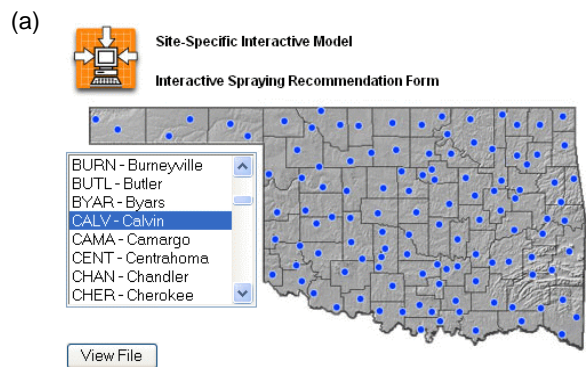 (a)
Site-Specific Interactive Model
Interactive Spraying Recommendation Form
BURN - Burneyville
BUTL - Butler
BYAR - Byars
CALV - Calvin
CAMA - Camargo
CENT - Centrahoma
CHAN - Chandler
CHER - Cherokee
View File